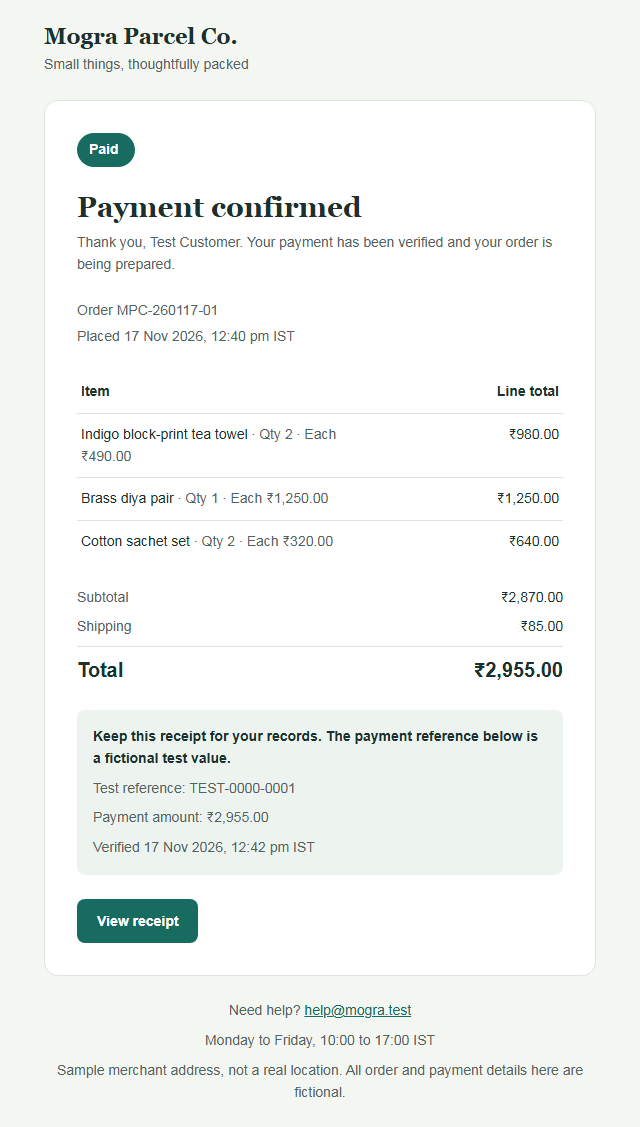 Mogra Parcel Co.
Small things, thoughtfully packed
Paid
Payment confirmed
Thank you, Test Customer. Your payment has been verified and your order is
being prepared.
Order MPC-260117-01
Placed 17 Nov 2026, 12:40 pm IST
Item Line total
Indigo block-print tea towel · Qty 2 · Each ₹980.00
₹490.00
Brass diya pair · Qty 1 · Each ₹1,250.00 ₹1,250.00
Cotton sachet set · Qty 2 · Each ₹320.00 ₹640.00
Subtotal ₹2,870.00
Shipping ₹85.00
Total ₹2,955.00
Keep this receipt for your records. The payment reference below is
a fictional test value.
Test reference: TEST-0000-0001
Payment amount: ₹2,955.00
Verified 17 Nov 2026, 12:42 pm IST
View receipt
Need help? help@mogra.test
Monday to Friday, 10:00 to 17:00 IST
Sample merchant address, not a real location. All order and payment details here are
fictional.